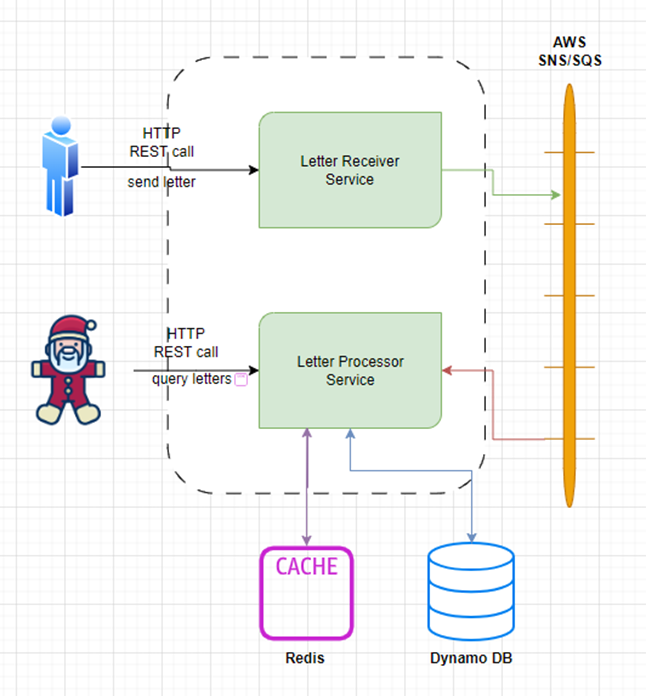 AWS
SNS/SQS
HTTP
REST call
send letter
Letter Receiver
Service
HTTP
REST call
query letters
Letter Processor
Service
CACHE
Redis
Dynamo DB